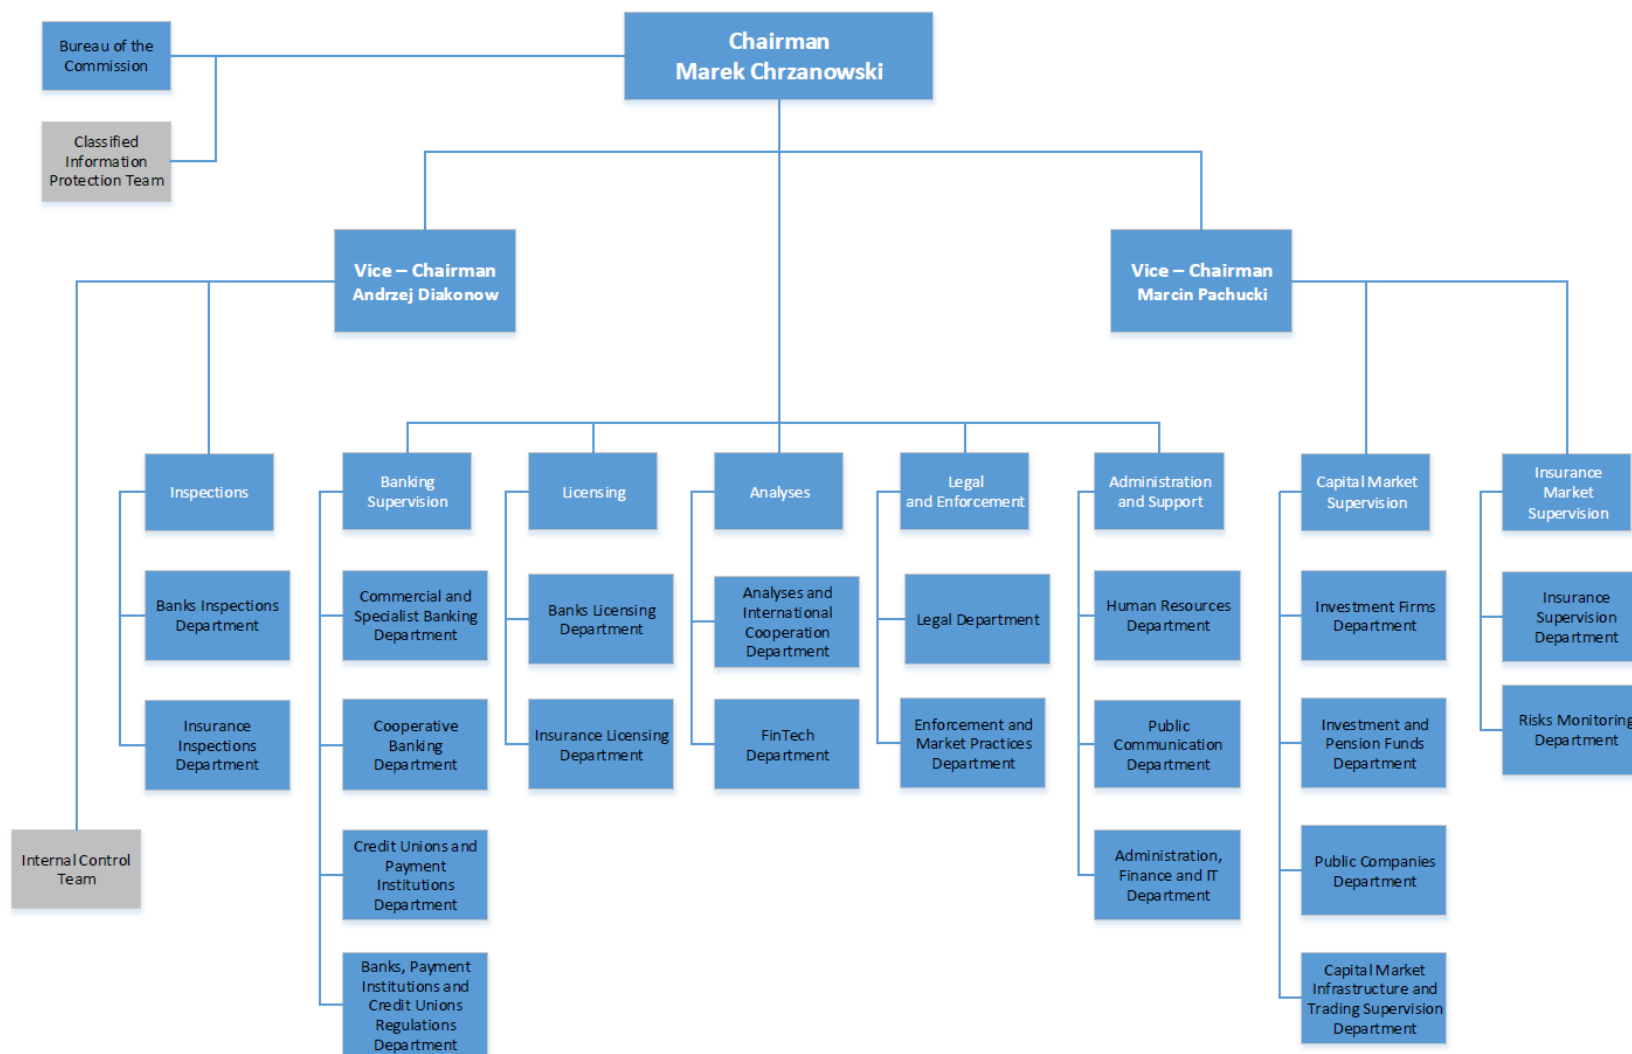 Bureau of the
Commission
Chairman
Marek Chrzanowski
Classified
Information
Protection Team
Vice – Chairman
Andrzej Diakonow
Vice – Chairman
Marcin Pachucki
Inspections
Banking
Supervision
Licensing
Analyses
Legal
and Enforcement
Administration
and Support
Capital Market
Supervision
Insurance
Market
Supervision
Banks Inspections
Department
Commercial and
Specialist Banking
Department
Banks Licensing
Department
Analyses and
International
Cooperation
Department
Legal Department
Human Resources
Department
Investment Firms
Department
Insurance
Supervision
Department
Insurance
Inspections
Department
Cooperative
Banking
Department
Insurance Licensing
Department
FinTech
Department
Enforcement and
Market Practices
Department
Public
Communication
Department
Investment and
Pension Funds
Department
Risks Monitoring
Department
Internal Control
Team
Credit Unions and
Payment
Institutions
Department
Administration,
Finance and IT
Department
Public Companies
Department
Banks, Payment
Institutions and
Credit Unions
Regulations
Department
Capital Market
Infrastructure and
Trading Supervision
Department